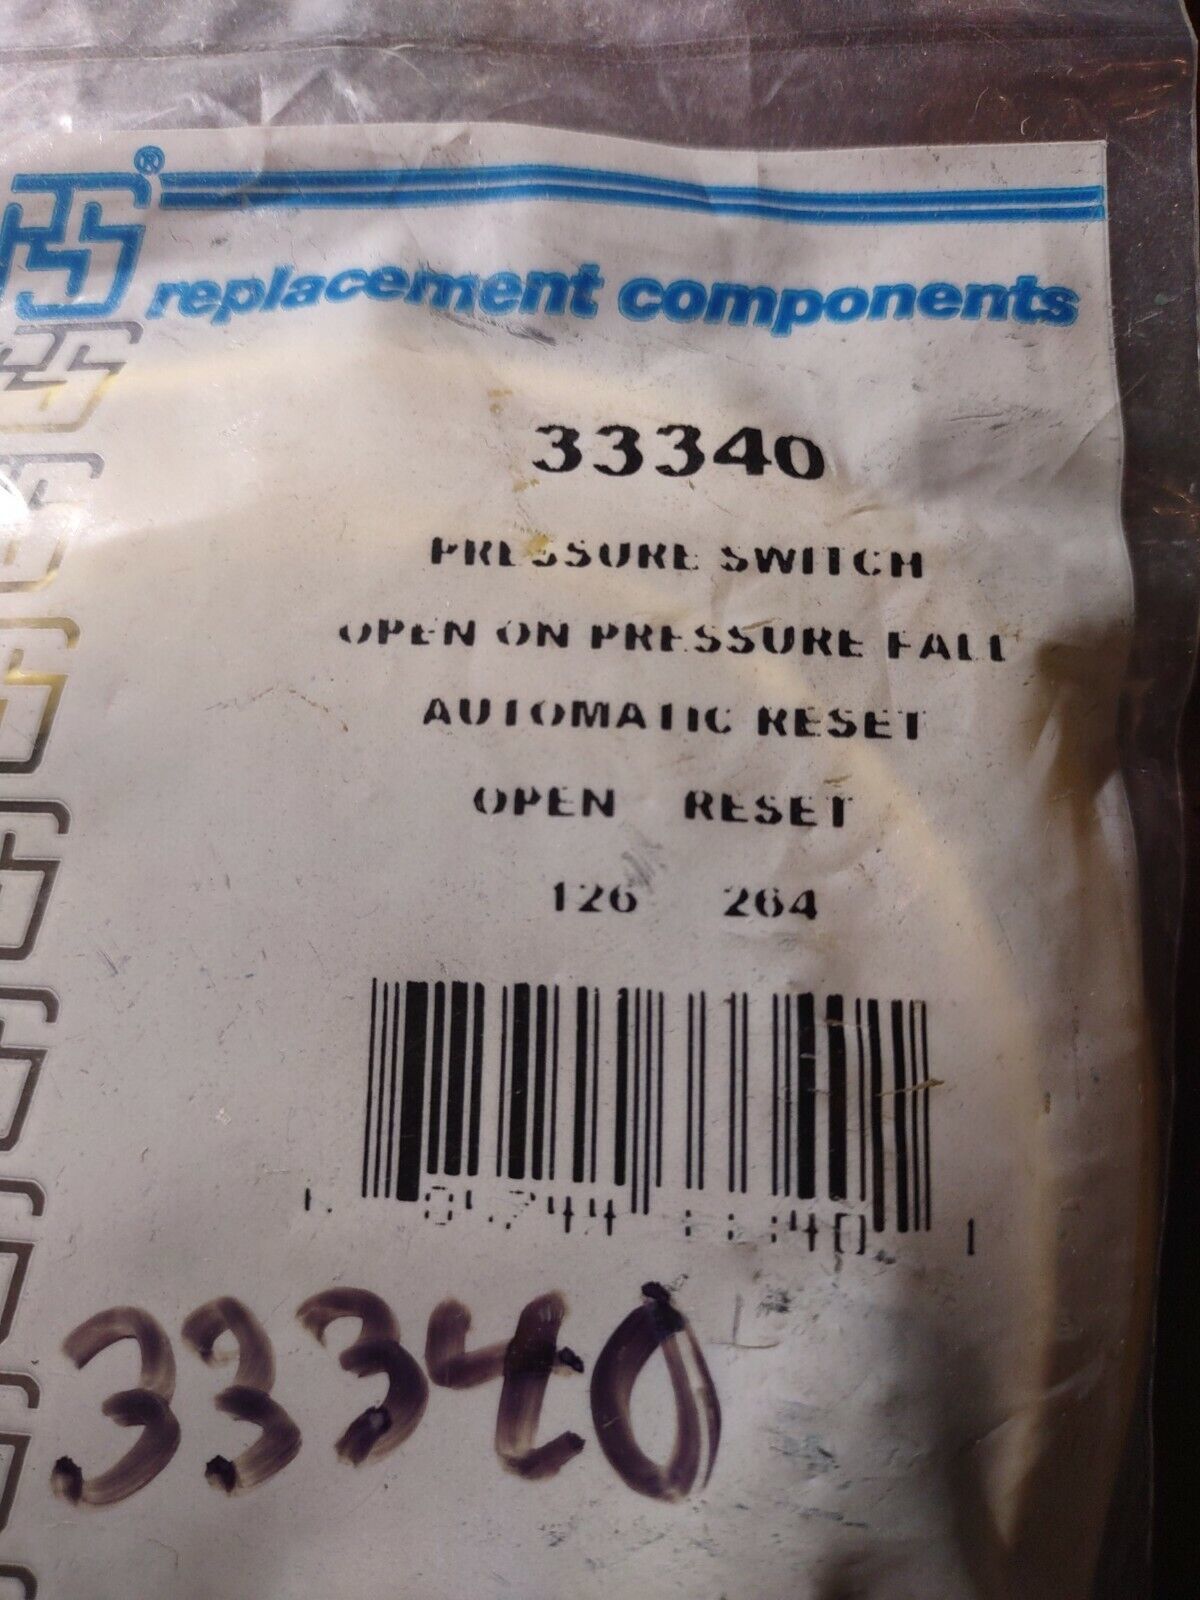 ®
replacement components
33340
PRESSURE SWITCH
OPEN ON PRESSURE FALL
AUTOMATIC RESET
OPEN RESET
126 264
33340